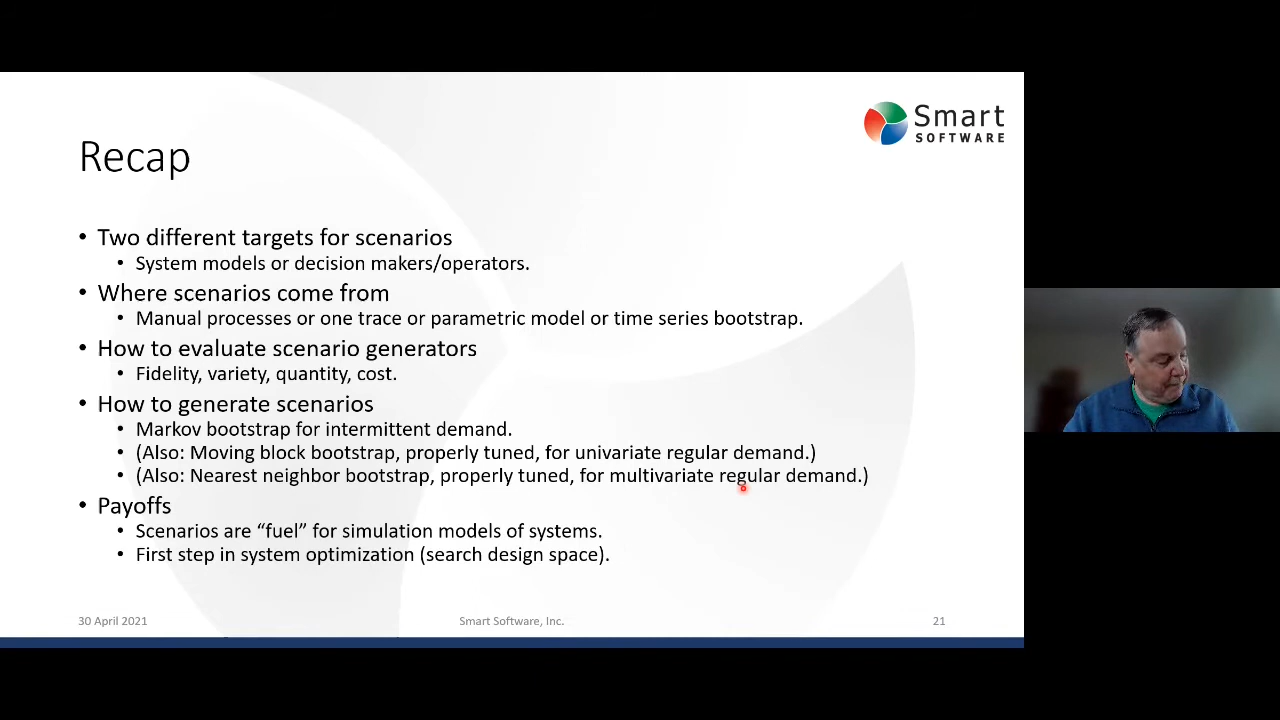 Smart
SOFTWARE
Recap
• Two different targets for scenarios
• System models or decision makers/operators.
• Where scenarios come from
• Manual processes or one trace or parametric model or time series bootstrap.
• How to evaluate scenario generators
• Fidelity, variety, quantity, cost.
• How to generate scenarios
• Markov bootstrap for intermittent demand.
• (Also: Moving block bootstrap, properly tuned, for univariate regular demand.)
• (Also: Nearest neighbor bootstrap, properly tuned, for multivariate regular demand.)
• Payoffs
• Scenarios are “fuel” for simulation models of systems.
• First step in system optimization (search design space).
30 April 2021
Smart Software, Inc.
21